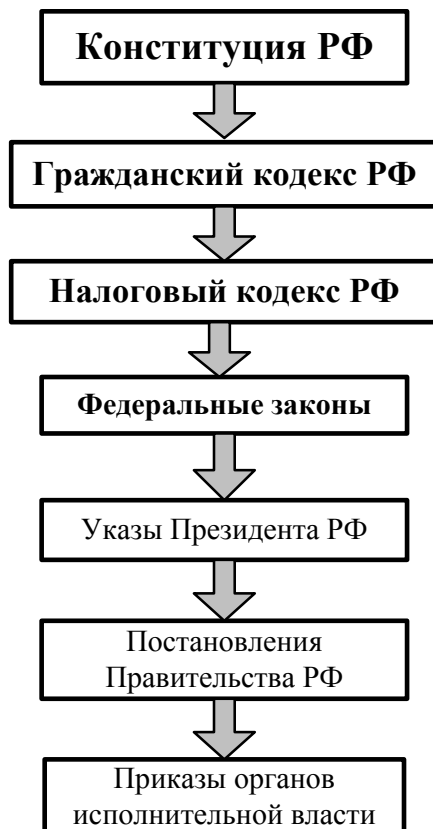 Конституция РФ
Гражданский кодекс РФ
Налоговый кодекс РФ
Федеральные законы
Указы Президента РФ
Постановления
Правительства РФ
Приказы органов
исполнительной власти